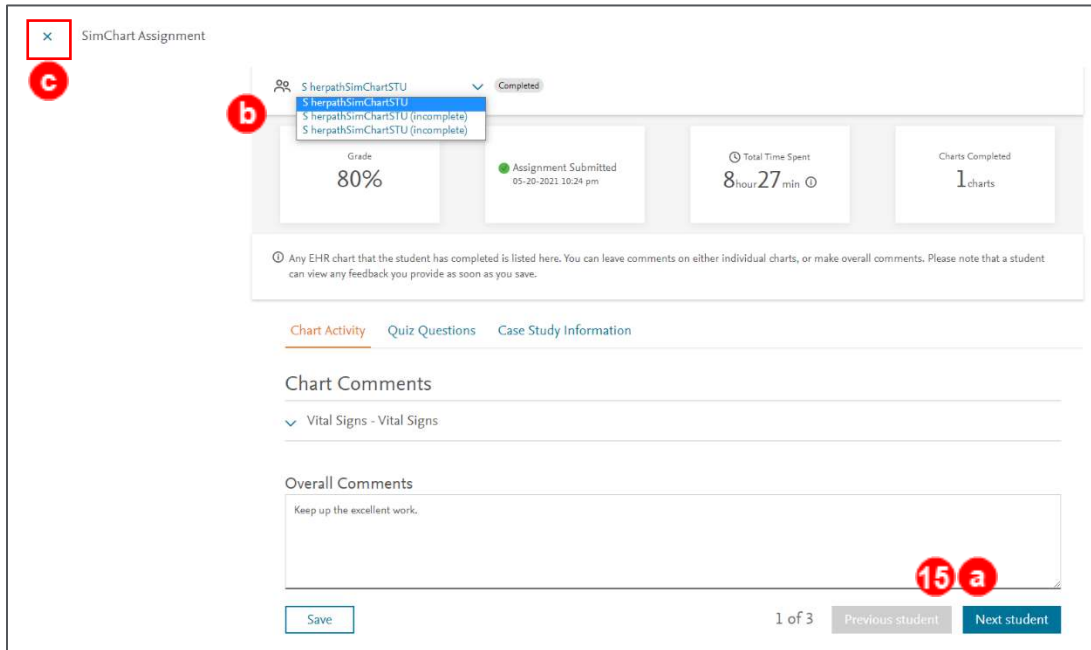 × SimChart Assignment
c
S herpathSimChartSTU Completed
b
S herpathSimChartSTU
S herpathSimChartSTU (incomplete)
S herpathSimChartSTU (incomplete)
Grade
80%
Assignment Submitted
05-20-2021 10:24 pm
Total Time Spent
8hour27min
Charts Completed
1charts
Any EHR chart that the student has completed is listed here. You can leave comments on either individual charts, or make overall comments. Please note that a student
can view any feedback you provide as soon as you save.
Chart Activity Quiz Questions Case Study Information
Chart Comments
Vital Signs - Vital Signs
Overall Comments
Keep up the excellent work.
15 a
Save 1 of 3 Previous student Next student